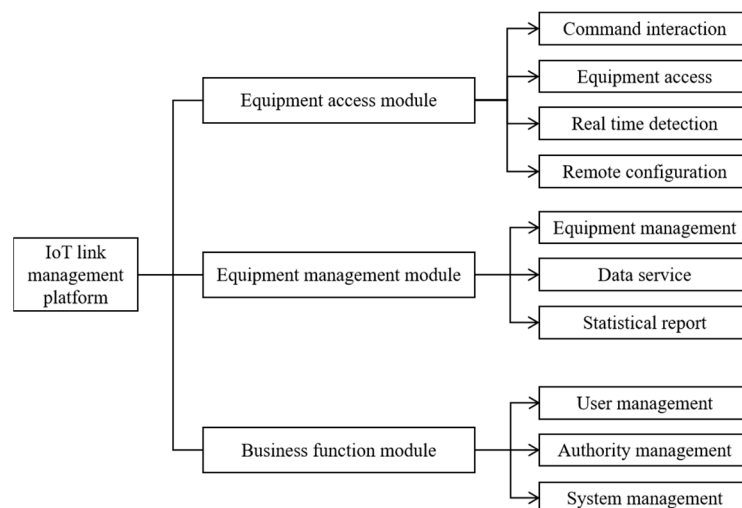 IoT link
management
platform
Equipment access module
Command interaction
Equipment access
Real time detection
Remote configuration
Equipment management module
Equipment management
Data service
Statistical report
Business function module
User management
Authority management
System management